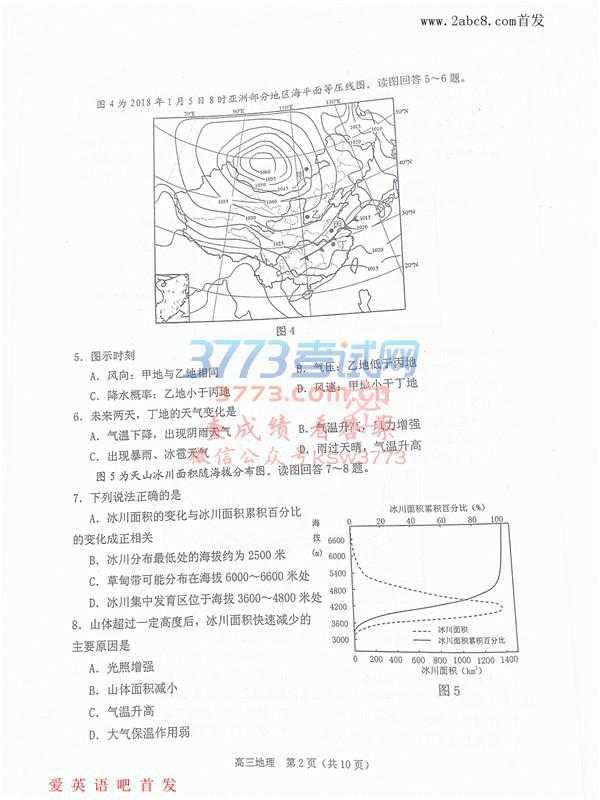 www.2abc8.com首发
图4为2018年1月5日8时亚洲部分地区海平面等压线图。读图回答5～6题。
70°E 90°E 110°E 130°E 150°E
50°N
40°N
30°N
20°N
1015
1010
1015
1020
1060
1055
1050
1045
1035
1030
1025
1020
1025
1020
1015
1020
1015
甲
乙
丙
丁
图4
5．图示时刻
A．风向：甲地与乙地相同
B．气压：乙地低于丙地
C．降水概率：乙地小于丙地
D．风速：甲地小于丁地
6．未来两天，丁地的天气变化是
A．气温下降，出现阴雨天气
B．气温升高，风力增强
C．出现暴雨、冰雹天气
D．雨过天晴，气温升高
3773考试网
3773.com.cn
查成绩 看答案
微信公众号ksw3773
图5为天山冰川面积随海拔分布图。读图回答7～8题。
7．下列说法正确的是
A．冰川面积的变化与冰川面积累积百分比
的变化成正相关
B．冰川分布最低处的海拔约为2500米
C．草甸带可能分布在海拔6000～6600米处
D．冰川集中发育区位于海拔3600～4800米处
8．山体超过一定高度后，冰川面积快速减少的
主要原因是
A．光照增强
B．山体面积减小
C．气温升高
D．大气保温作用弱
冰川面积累积百分比（%）
0 20 40 60 80 100
海
拔
(m)
6600
6000
5400
4800
4200
3600
3000
冰川面积
冰川面积累积百分比
0 200 400 600 800 1000 1400
冰川面积（km²）
图5
高三地理 第2页（共10页）
爱英语吧首发